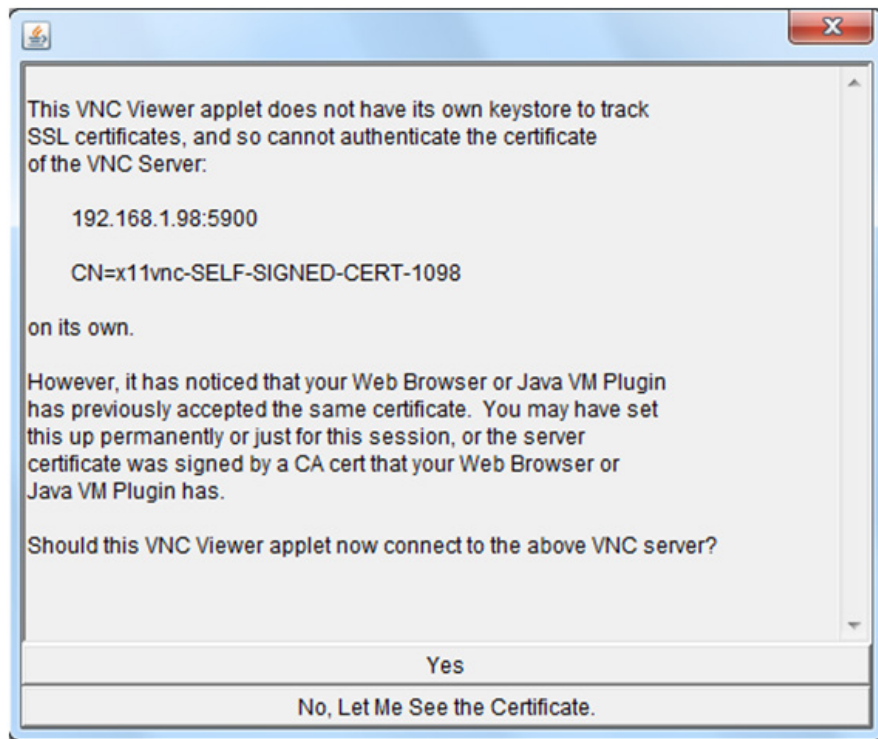 This VNC Viewer applet does not have its own keystore to track
SSL certificates, and so cannot authenticate the certificate
of the VNC Server:
192.168.1.98:5900
CN=x11vnc-SELF-SIGNED-CERT-1098
on its own.
However, it has noticed that your Web Browser or Java VM Plugin
has previously accepted the same certificate.  You may have set
this up permanently or just for this session, or the server
certificate was signed by a CA cert that your Web Browser or
Java VM Plugin has.
Should this VNC Viewer applet now connect to the above VNC server?
Yes
No, Let Me See the Certificate.